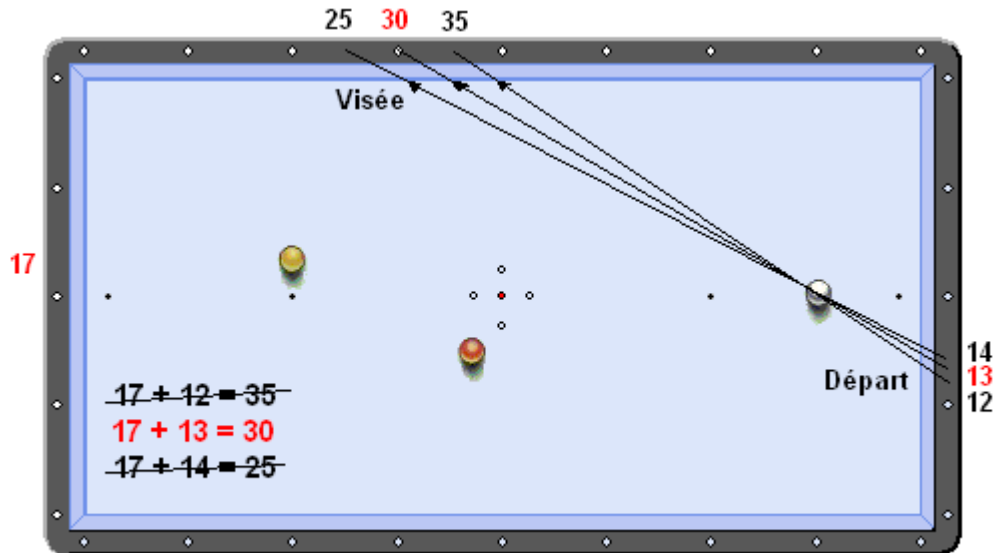 25 30 35
Visée
17
14
Départ 13
12
17 + 12 = 35
17 + 13 = 30
17 + 14 = 25